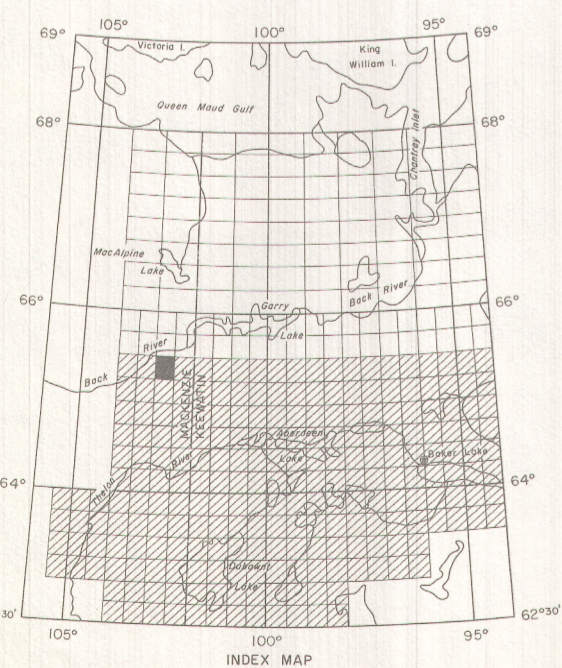 105°
100°
95°
69°
Victoria I.
King
William I.
69°
Queen Maud Gulf
68°
68°
Chantrey Inlet
MacAlpine
Lake
66°
Garry
Lake
Back River
66°
Back
River
MACKENZIE
KEEWATIN
Aberdeen
Lake
Baker Lake
64°
Thelon
River
64°
Dubawnt
Lake
30'
62°30'
105°
100°
95°
INDEX MAP